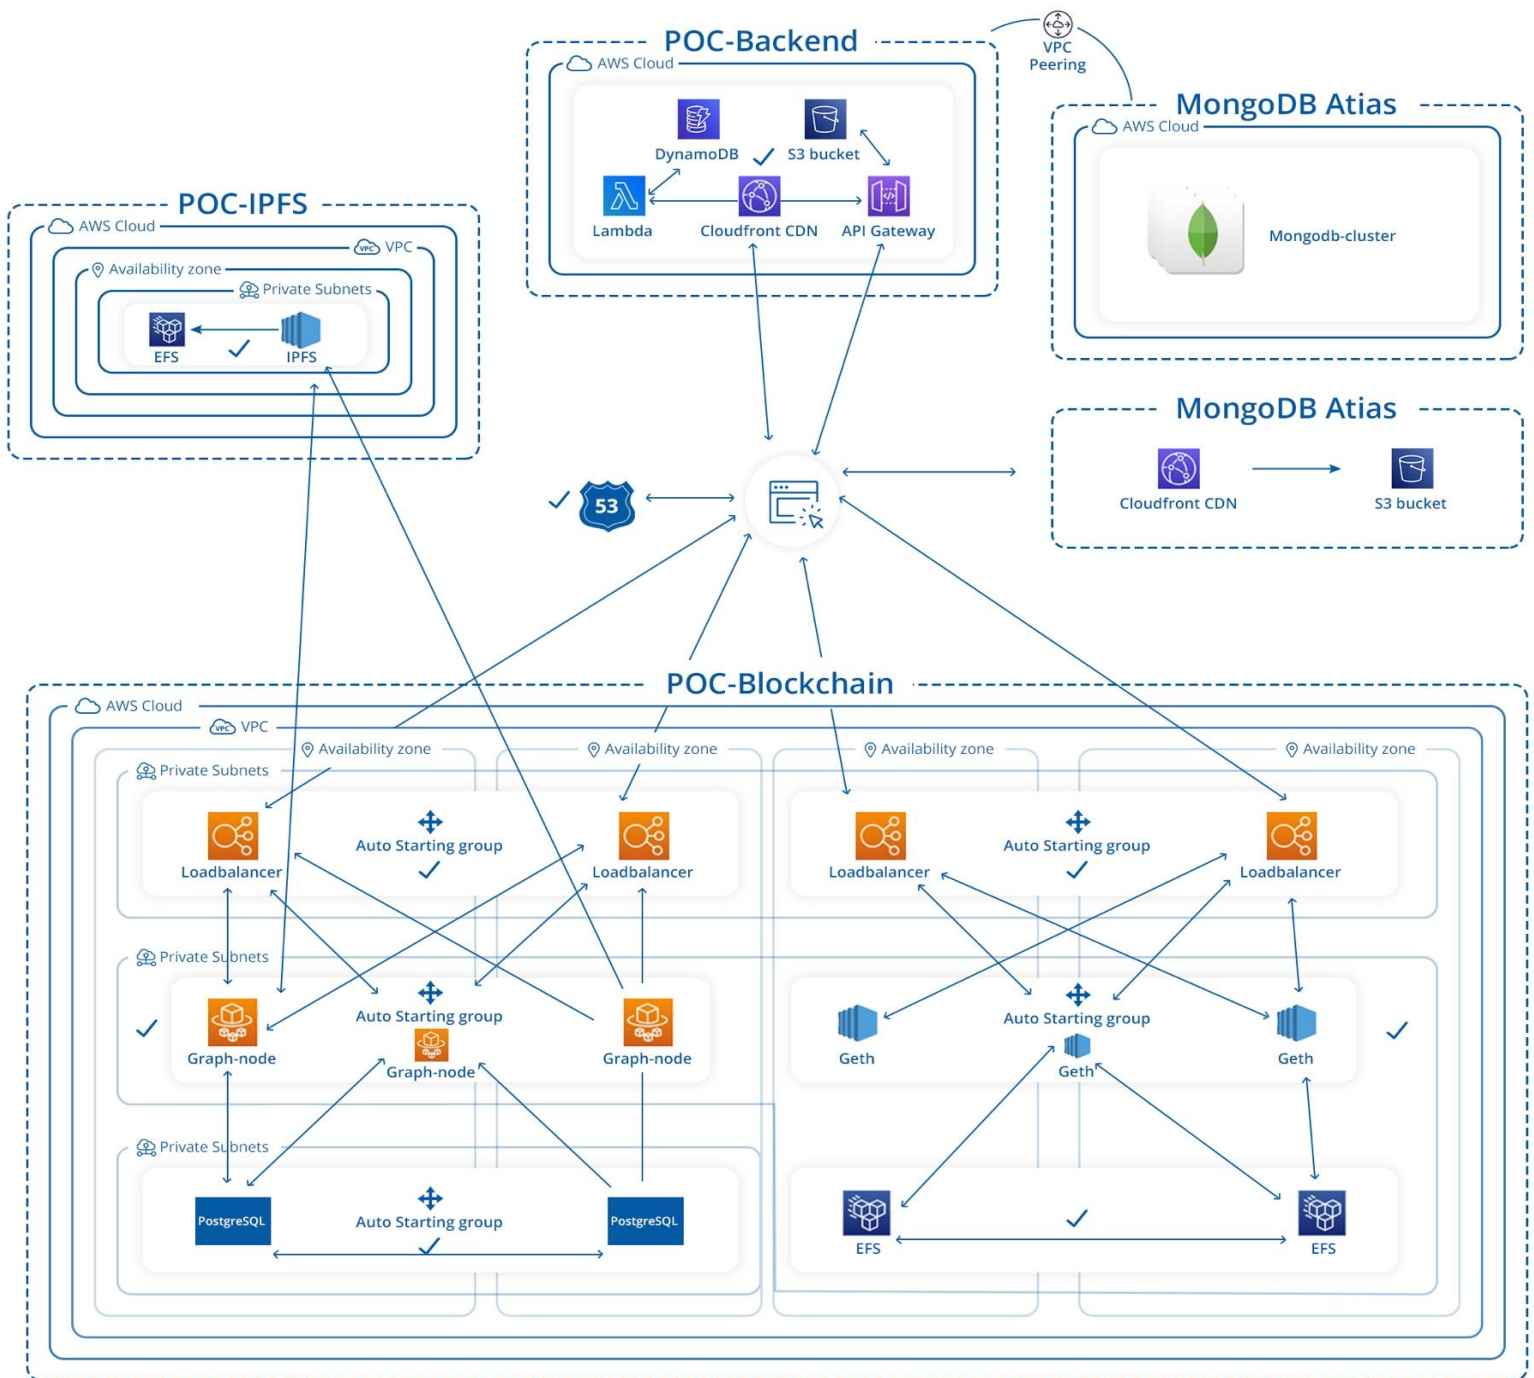 POC-Backend
AWS Cloud
DynamoDB
S3 bucket
Lambda
Cloudfront CDN
API Gateway
VPC
Peering
MongoDB Atias
AWS Cloud
Mongodb-cluster
POC-IPFS
AWS Cloud
VPC
VPC
Availability zone
Private Subnets
EFS
IPFS
MongoDB Atias
Cloudfront CDN
S3 bucket
53
POC-Blockchain
AWS Cloud
VPC
VPC
Availability zone
Availability zone
Availability zone
Availability zone
Private Subnets
Loadbalancer
Auto Starting group
Loadbalancer
Loadbalancer
Auto Starting group
Loadbalancer
Private Subnets
Graph-node
Auto Starting group
Graph-node
Graph-node
Geth
Auto Starting group
Geth
Geth
Private Subnets
PostgreSQL
Auto Starting group
PostgreSQL
EFS
EFS